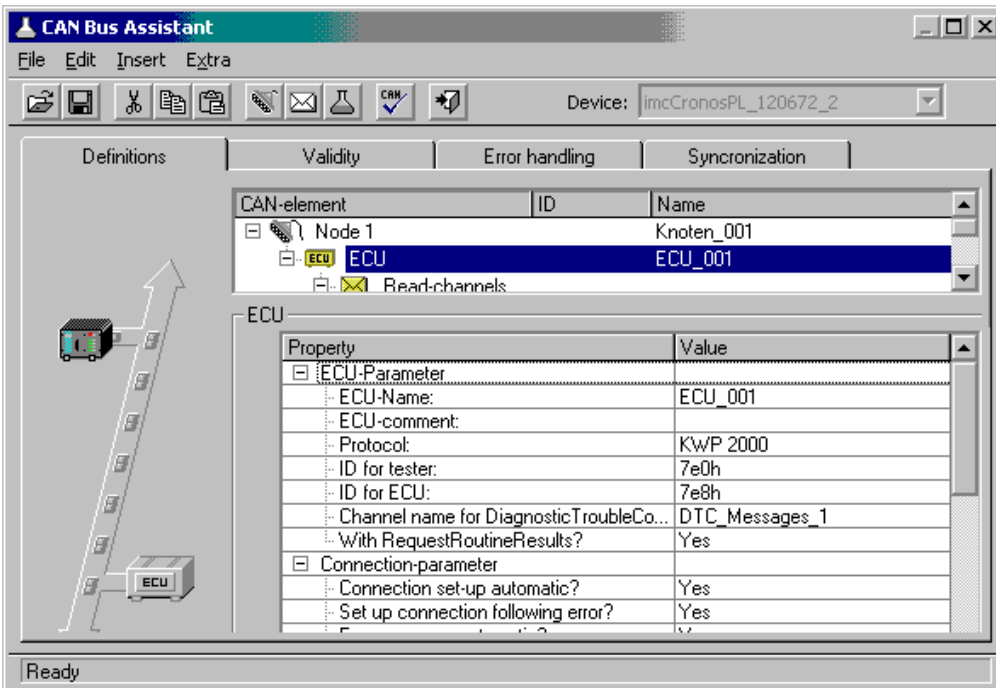 CAN Bus Assistant
File Edit Insert Extra
CAN Device: imcCronosPL_120672_2
Definitions Validity Error handling Syncronization
CAN-element ID Name
Node 1 Knoten_001
ECU ECU ECU_001
Read-channels
ECU
Property Value
ECU-Parameter
ECU-Name: ECU_001
ECU-comment:
Protocol: KWP 2000
ID for tester: 7e0h
ID for ECU: 7e8h
Channel name for DiagnosticTroubleCo... DTC_Messages_1
With RequestRoutineResults? Yes
Connection-parameter
Connection set-up automatic? Yes
Set up connection following error? Yes
ECU
Ready